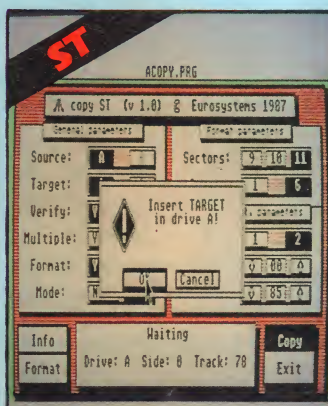 ST
ACOPY.PRG
copy ST (v 1.0) Eurosystems 1987
General parameters
Format parameters
Source: A
Sectors: 9 10 11
Target:
1 6
Verify:
parameters
Multiple: Y
1 2
Format:
00
Mode:
85
Insert TARGET
in drive A!
Cancel
Info
Format
Waiting
Drive: A Side: 0 Track: 78
Copy
Exit